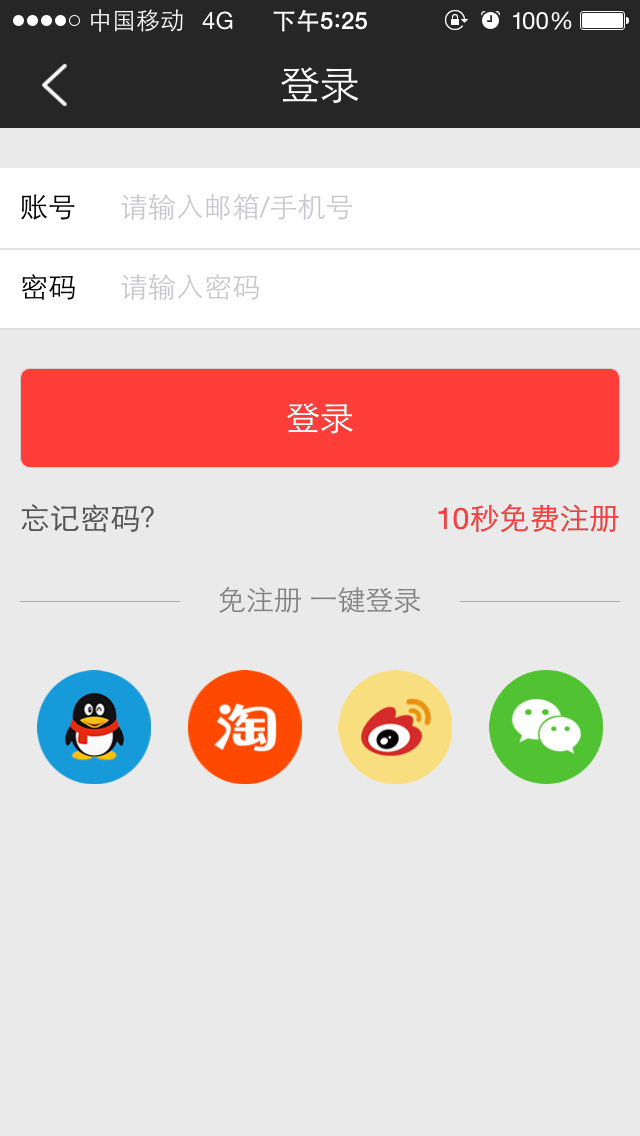 中国移动 4G 下午5:25 100%
登录
账号 请输入邮箱/手机号
密码 请输入密码
登录
忘记密码? 10秒免费注册
免注册 一键登录
淘